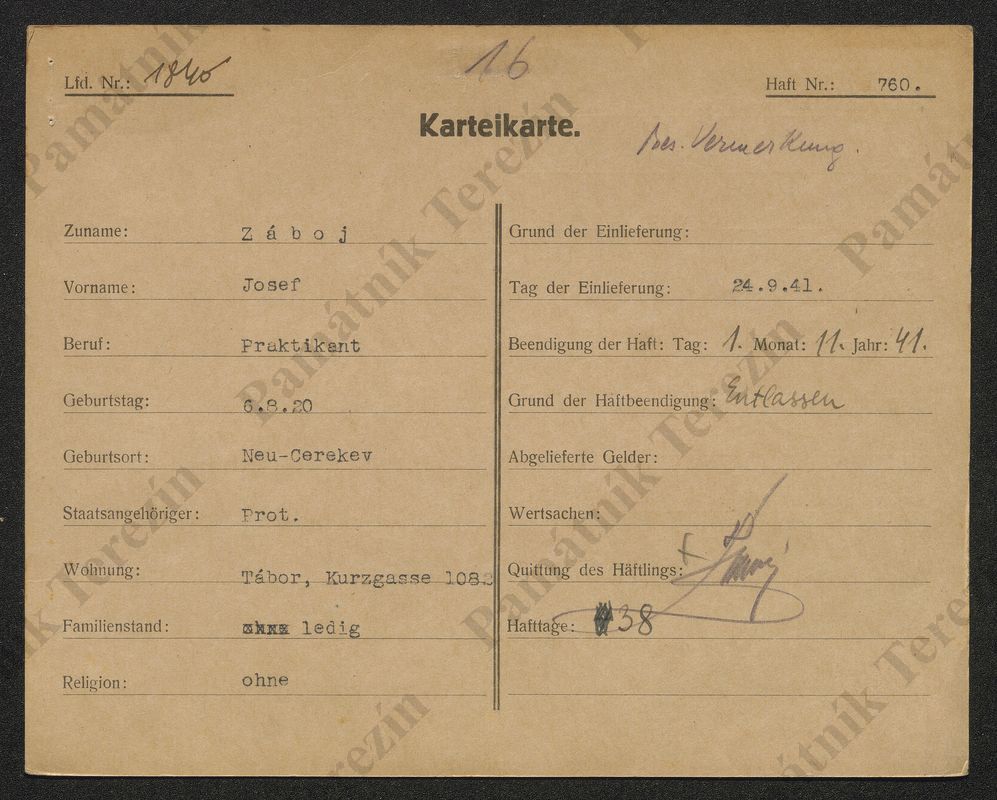 16
Lfd. Nr.: 1840
Haft Nr.: 760.
Karteikarte.
Bes. Vermerkung.
Zuname: Záboj
Vorname: Josef
Beruf: Praktikant
Geburtstag: 6.8.20
Geburtsort: Neu-Cerekev
Staatsangehöriger: Prot.
Wohnung: Tábor, Kurzgasse 1082
Familienstand: ledig
Religion: ohne
Grund der Einlieferung:
Tag der Einlieferung: 24.9.41.
Beendigung der Haft: Tag: 1. Monat: 11. Jahr: 41.
Grund der Haftbeendigung: Entlassen
Abgelieferte Gelder:
Wertsachen:
Quittung des Häftlings:
Hafttage: 38
Památník Terezín